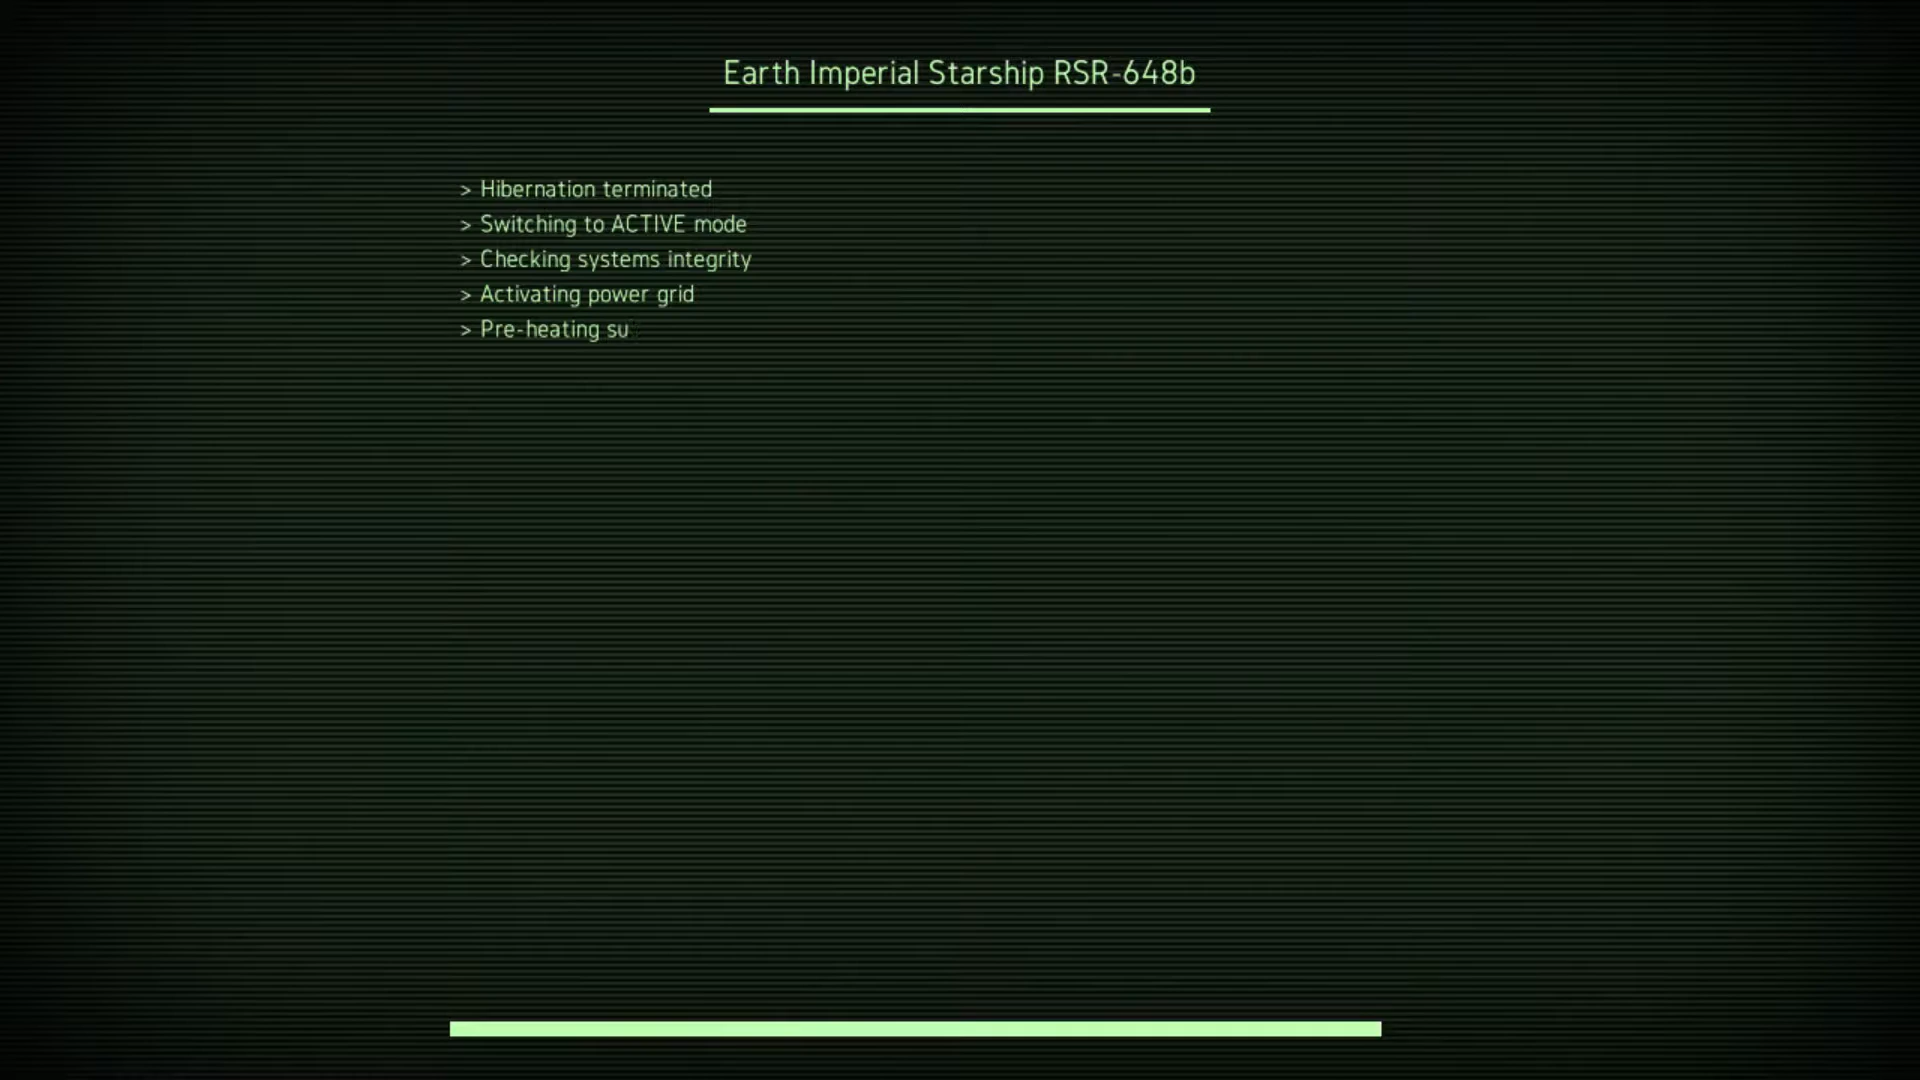 Earth Imperial Starship RSR-648b
> Hibernation terminated
> Switching to ACTIVE mode
> Checking systems integrity
> Activating power grid
> Pre-heating su